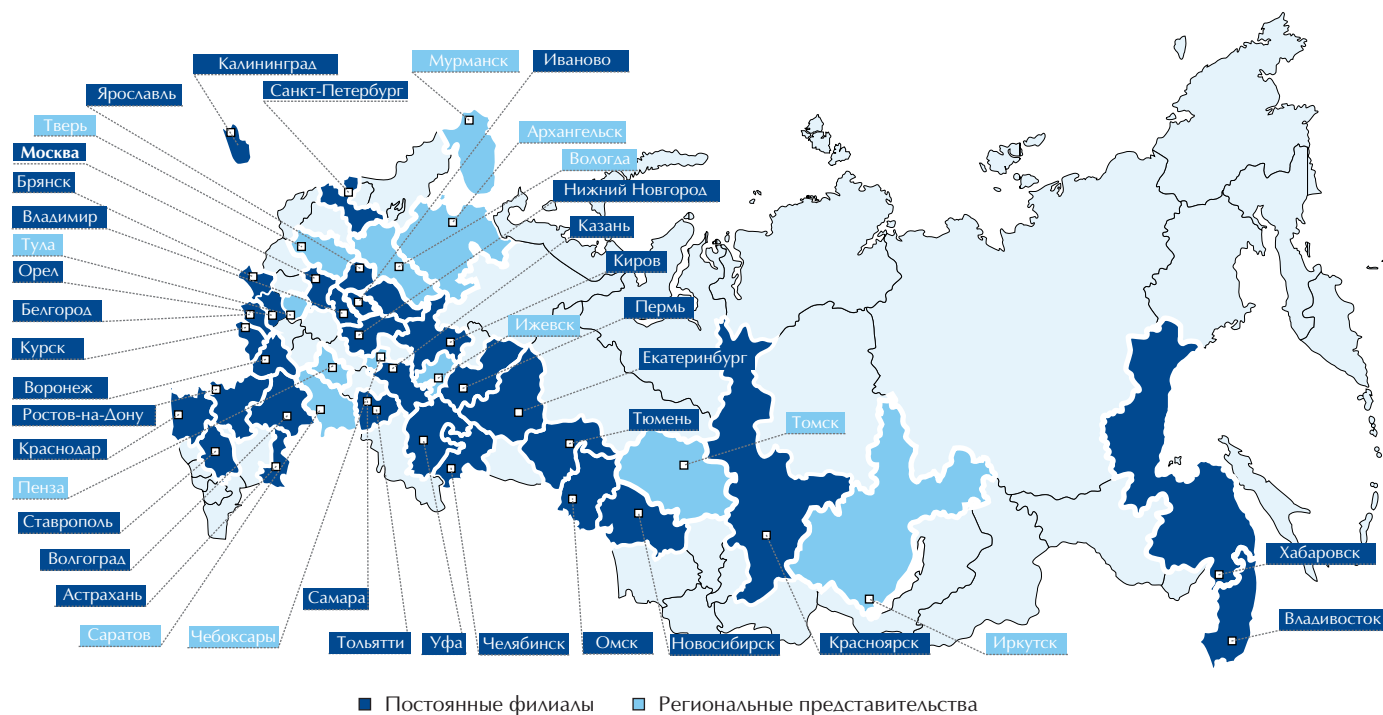 Калининград
Мурманск
Иваново
Ярославль
Санкт-Петербург
Тверь
Архангельск
Москва
Вологда
Брянск
Нижний Новгород
Владимир
Казань
Тула
Киров
Орел
Белгород
Пермь
Ижевск
Курск
Екатеринбург
Воронеж
Ростов-на-Дону
Тюмень
Томск
Краснодар
Пенза
Ставрополь
Волгоград
Хабаровск
Астрахань
Самара
Владивосток
Саратов
Чебоксары
Тольятти
Уфа
Челябинск
Омск
Новосибирск
Красноярск
Иркутск
Постоянные филиалы
Региональные представительства